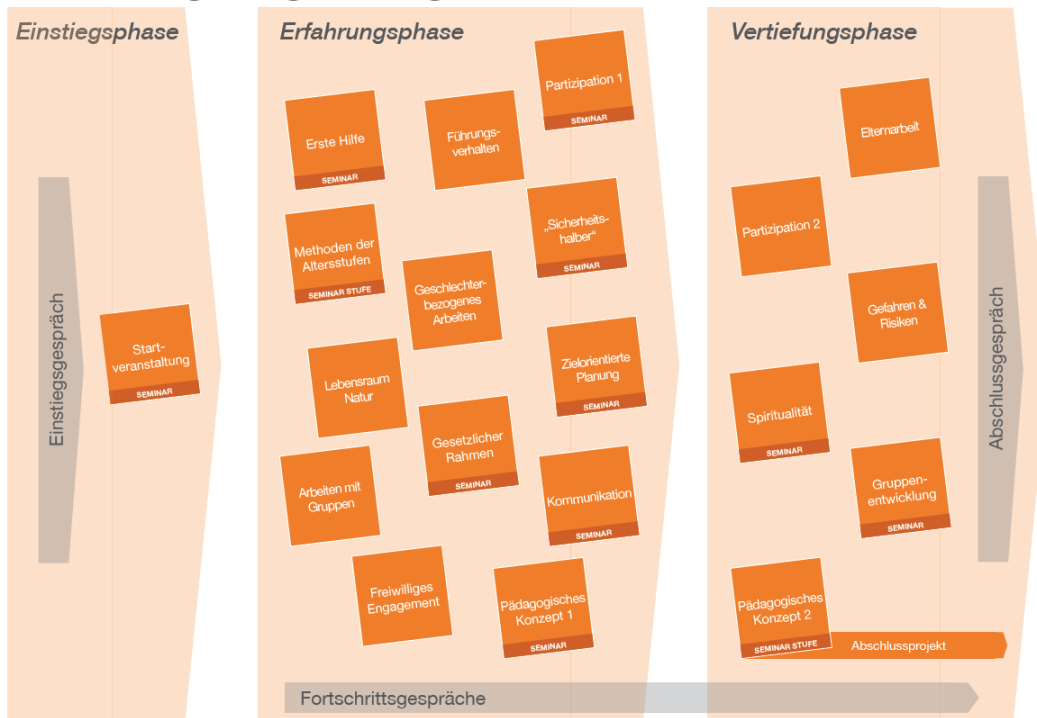 Einstiegsphase
Einstiegsgespräch
Start-
veranstaltung
SEMINAR
Erfahrungsphase
Partizipation 1
SEMINAR
Erste Hilfe
SEMINAR
Führungs-
verhalten
„Sicherheits-
halber“
SEMINAR
Methoden der
Altersstufen
SEMINAR STUFE
Geschlechter-
bezogenes
Arbeiten
Zielorientierte
Planung
SEMINAR
Lebensraum
Natur
Gesetzlicher
Rahmen
SEMINAR
Arbeiten mit
Gruppen
Kommunikation
SEMINAR
Freiwilliges
Engagement
Pädagogisches
Konzept 1
SEMINAR
Vertiefungsphase
Elternarbeit
Partizipation 2
Gefahren &
Risiken
Spiritualität
SEMINAR
Gruppen-
entwicklung
SEMINAR
Pädagogisches
Konzept 2
SEMINAR STUFE
Abschlussprojekt
Abschlussgespräch
Fortschrittsgespräche